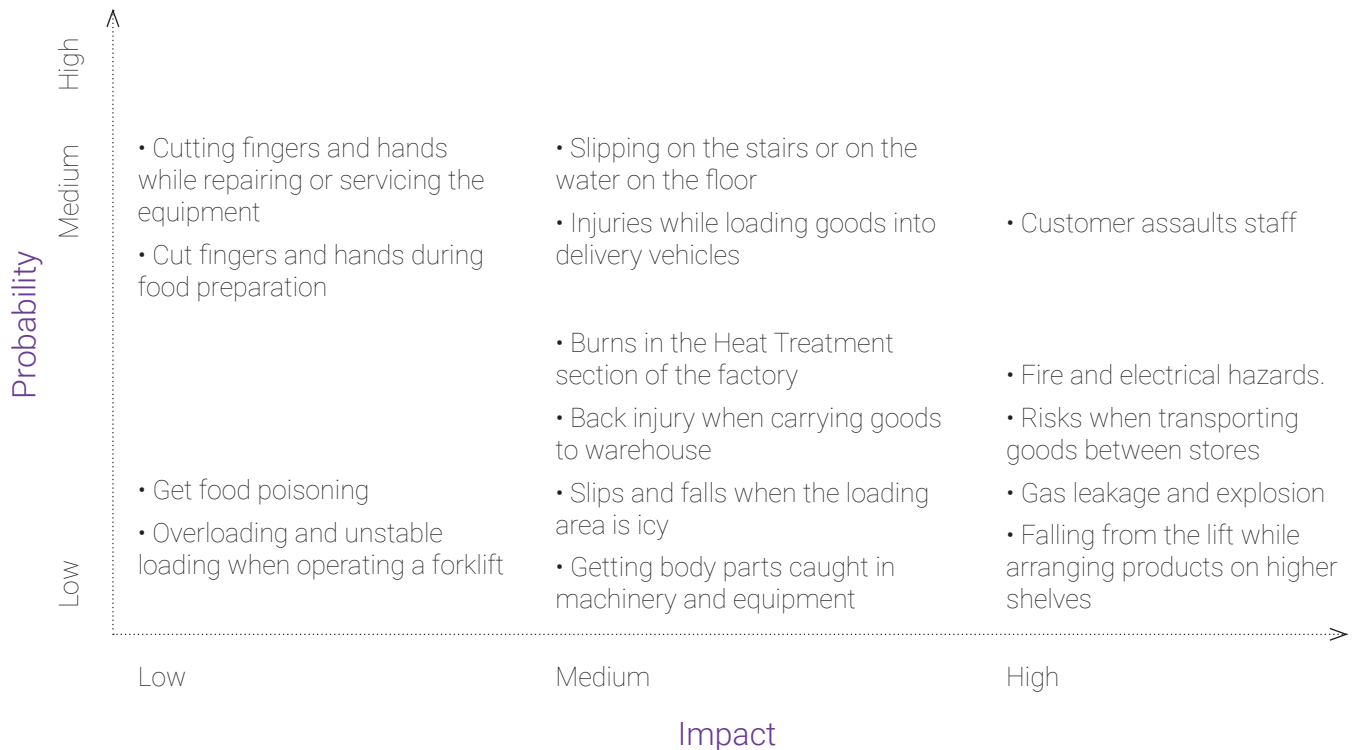 High
Medium
Low
Probability
• Cutting fingers and hands
while repairing or servicing the
equipment
• Cut fingers and hands during
food preparation
• Slipping on the stairs or on the
water on the floor
• Injuries while loading goods into
delivery vehicles
• Customer assaults staff
• Get food poisoning
• Overloading and unstable
loading when operating a forklift
• Burns in the Heat Treatment
section of the factory
• Back injury when carrying goods
to warehouse
• Slips and falls when the loading
area is icy
• Getting body parts caught in
machinery and equipment
• Fire and electrical hazards.
• Risks when transporting
goods between stores
• Gas leakage and explosion
• Falling from the lift while
arranging products on higher
shelves
Low
Medium
High
Impact